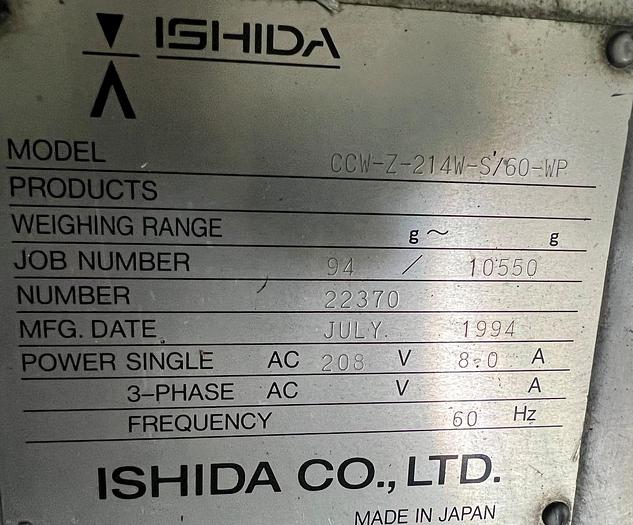 ISHIDA
MODEL CCW-Z-214W-S/60-WP
PRODUCTS
WEIGHING RANGE g~ g
JOB NUMBER 94 / 10550
NUMBER 22370
MFG. DATE JULY. 1994
POWER SINGLE AC 208 V 8.0 A
3-PHASE AC V A
FREQUENCY 60 Hz
ISHIDA CO., LTD.
MADE IN JAPAN